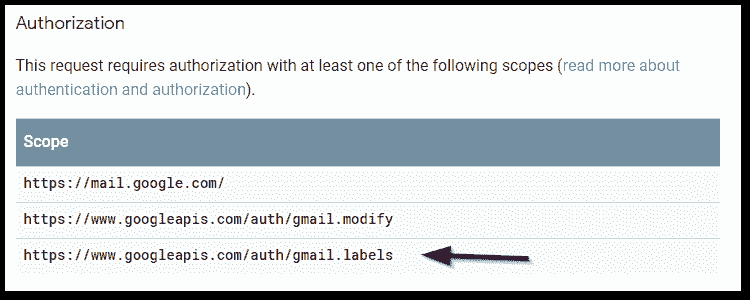 Authorization
This request requires authorization with at least one of the following scopes (read more about
authentication and authorization).
Scope
https://mail.google.com/
https://www.googleapis.com/auth/gmail.modify
https://www.googleapis.com/auth/gmail.labels